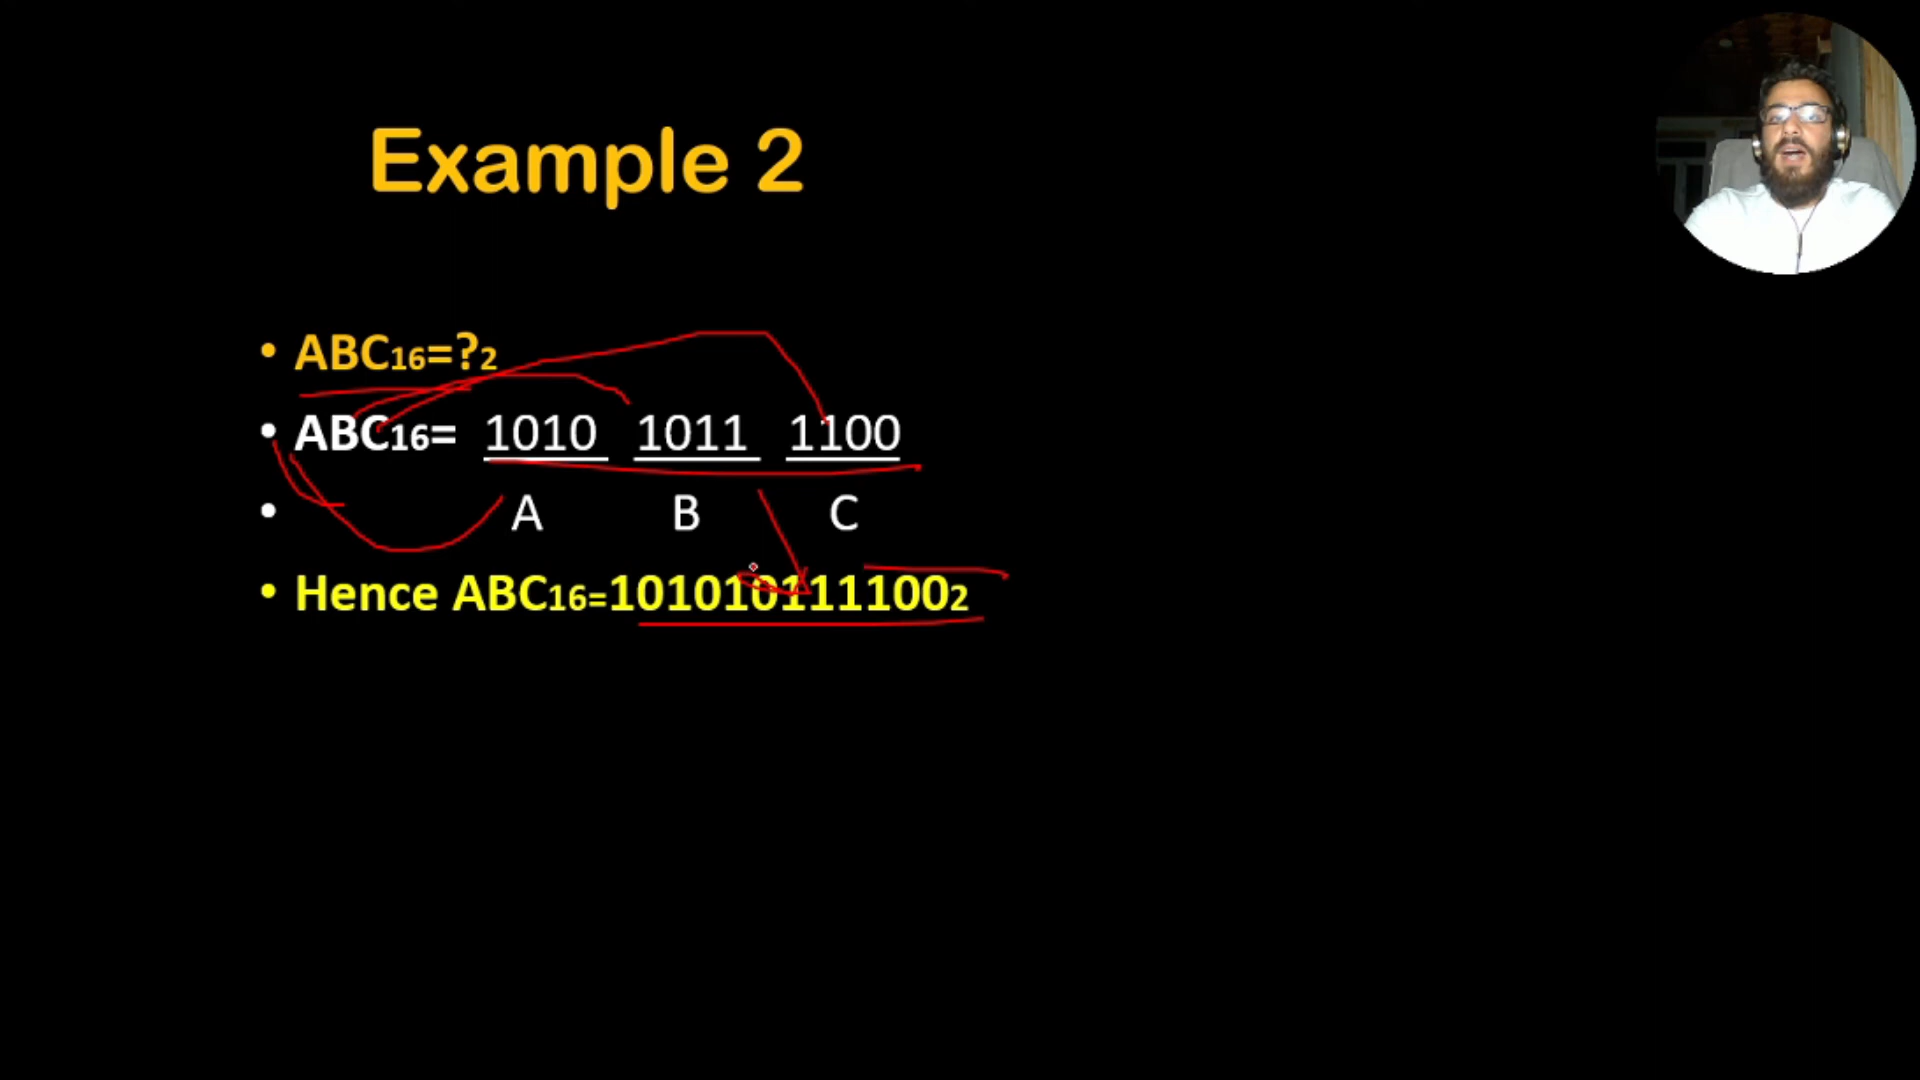 Example 2
• ABC16=?2
• ABC16= 1010 1011 1100
• A B C
• Hence ABC16=1010101111002